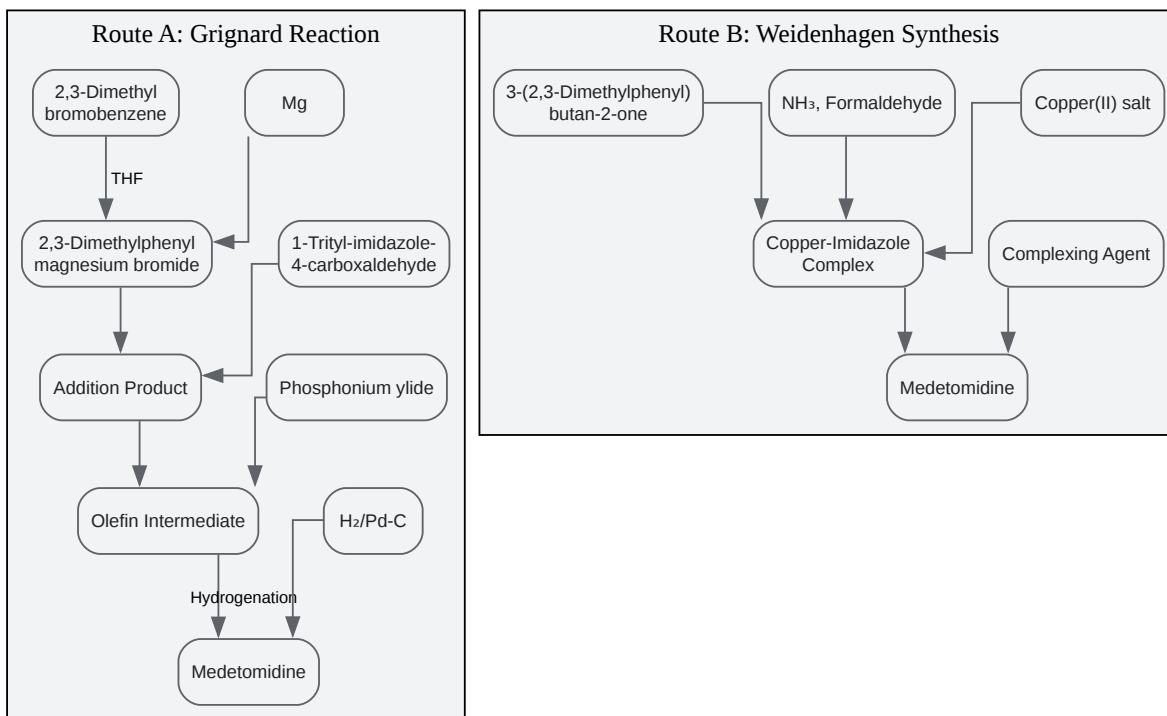 Route A: Grignard Reaction
2,3-Dimethyl
bromobenzene
Mg
THF
2,3-Dimethylphenyl
magnesium bromide
1-Trityl-imidazole-
4-carboxaldehyde
Addition Product
Phosphonium ylide
Olefin Intermediate
H₂/Pd-C
Hydrogenation
Medetomidine
Route B: Weidenhagen Synthesis
3-(2,3-Dimethylphenyl)
butan-2-one
NH₃, Formaldehyde
Copper(II) salt
Copper-Imidazole
Complex
Complexing Agent
Medetomidine